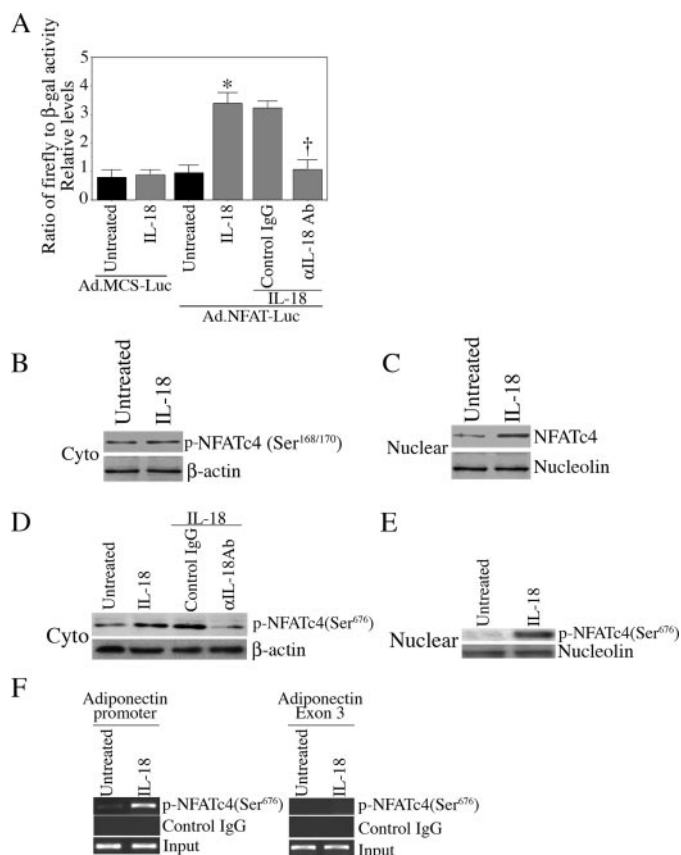 A
Ratio of firefly to β-gal activity
Relative levels
5
4
3
2
1
0
*
†
Untreated
IL-18
Untreated
IL-18
Control IgG
αIL-18 Ab
Ad.MCS-Luc
IL-18
Ad.NFAT-Luc
B
Untreated
IL-18
Cyto
p-NFATc4 (Ser168/170)
β-actin
C
Untreated
IL-18
Nuclear
NFATc4
Nucleolin
D
IL-18
Untreated
IL-18
Control IgG
αIL-18Ab
Cyto
p-NFATc4(Ser676)
β-actin
E
Untreated
IL-18
Nuclear
p-NFATc4(Ser676)
Nucleolin
F
Adiponectin
promoter
Untreated
IL-18
p-NFATc4(Ser676)
Control IgG
Input
Adiponectin
Exon 3
Untreated
IL-18
p-NFATc4(Ser676)
Control IgG
Input